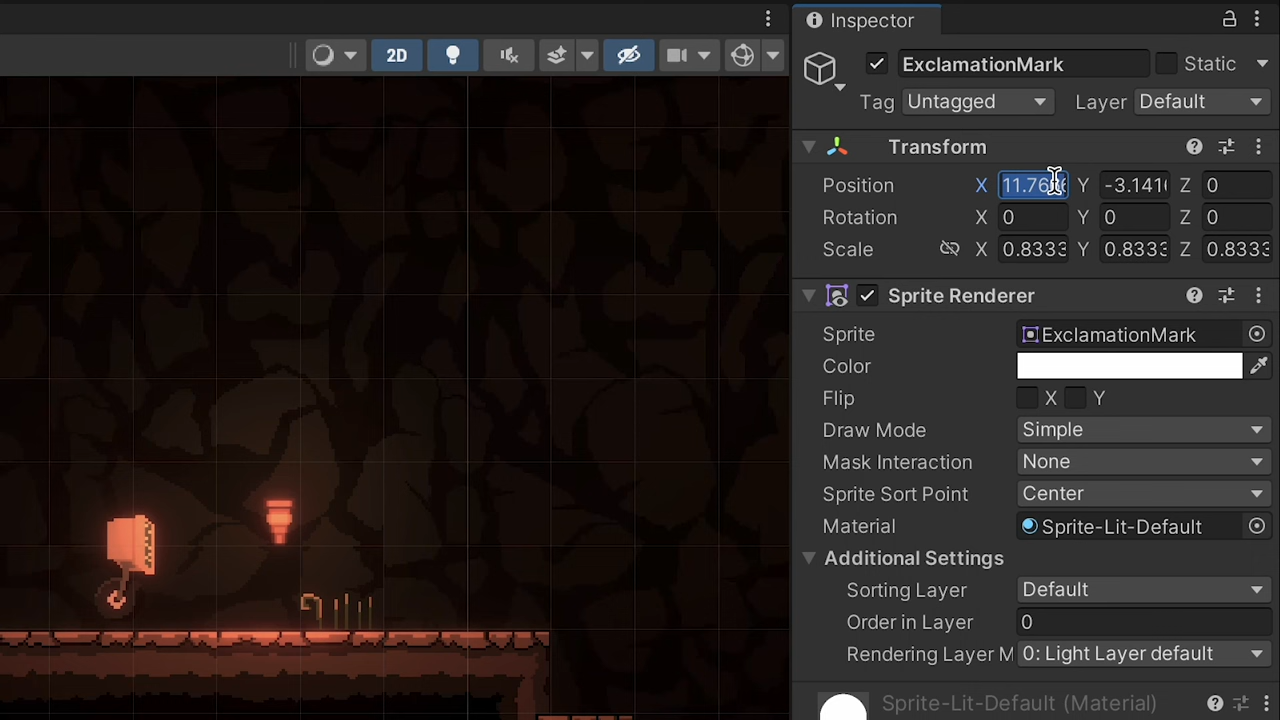 Inspector
2D
ExclamationMark Static
Tag Untagged Layer Default
Transform
Position X Y -3.141 Z 0
Rotation X 0 Y 0 Z 0
Scale X 0.8333 Y 0.8333 Z 0.8333
Sprite Renderer
Sprite ExclamationMark
Color
Flip X Y
Draw Mode Simple
Mask Interaction None
Sprite Sort Point Center
Material Sprite-Lit-Default
Additional Settings
Sorting Layer Default
Order in Layer 0
Rendering Layer M 0: Light Layer default
Sprite-Lit-Default (Material)